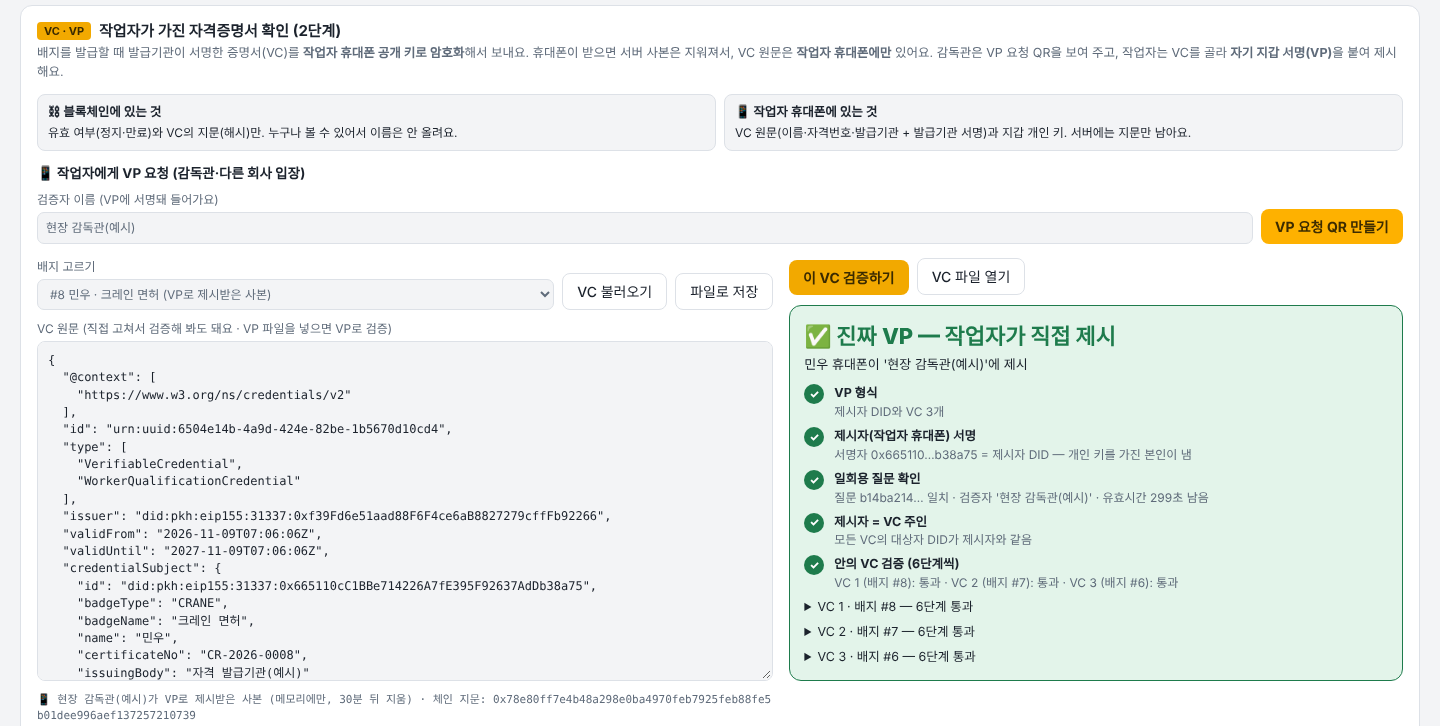 VC · VP 작업자가 가진 자격증명서 확인 (2단계)
배지를 발급할 때 발급기관이 서명한 증명서(VC)를 작업자 휴대폰 공개 키로 암호화해서 보내요. 휴대폰이 받으면 서버 사본은 지워져서, VC 원문은 작업자 휴대폰에만 있어요. 감독관은 VP 요청 QR을 보여 주고, 작업자는 VC를 골라 자기 지갑 서명(VP)을 붙여 제시
해요.
⛓ 블록체인에 있는 것
유효 여부(정지·만료)와 VC의 지문(해시)만. 누구나 볼 수 있어서 이름은 안 올려요.
📱 작업자 휴대폰에 있는 것
VC 원문(이름·자격번호·발급기관 + 발급기관 서명)과 지갑 개인 키. 서버에는 지문만 남아요.
📱 작업자에게 VP 요청 (감독관·다른 회사 입장)
검증자 이름 (VP에 서명돼 들어가요)
현장 감독관(예시)
VP 요청 QR 만들기
배지 고르기
#8 민우 · 크레인 면허 (VP로 제시받은 사본)
VC 불러오기
파일로 저장
VC 원문 (직접 고쳐서 검증해 봐도 돼요 · VP 파일을 넣으면 VP로 검증)
{
"@context": [
"https://www.w3.org/ns/credentials/v2"
],
"id": "urn:uuid:6504e14b-4a9d-424e-82be-1b5670d10cd4",
"type": [
"VerifiableCredential",
"WorkerQualificationCredential"
],
"issuer": "did:pkh:eip155:31337:0xf39Fd6e51aad88F6F4ce6aB8827279cffFb92266",
"validFrom": "2026-11-09T07:06:06Z",
"validUntil": "2027-11-09T07:06:06Z",
"credentialSubject": {
"id": "did:pkh:eip155:31337:0x665110cC1BBe714226A7fE395F92637AdDb38a75",
"badgeType": "CRANE",
"badgeName": "크레인 면허",
"name": "민우",
"certificateNo": "CR-2026-0008",
"issuingBody": "자격 발급기관(예시)"
📱 현장 감독관(예시)가 VP로 제시받은 사본 (메모리에만, 30분 뒤 지움) · 체인 지문: 0x78e80ff7e4b48a298e0ba4970feb7925feb88fe5
b01dee996aef137257210739
이 VC 검증하기
VC 파일 열기
✅ 진짜 VP — 작업자가 직접 제시
민우 휴대폰이 '현장 감독관(예시)'에 제시
VP 형식
제시자 DID와 VC 3개
제시자(작업자 휴대폰) 서명
서명자 0x665110…b38a75 = 제시자 DID — 개인 키를 가진 본인이 냄
일회용 질문 확인
질문 b14ba214… 일치 · 검증자 '현장 감독관(예시)' · 유효시간 299초 남음
제시자 = VC 주인
모든 VC의 대상자 DID가 제시자와 같음
안의 VC 검증 (6단계씩)
VC 1 (배지 #8): 통과 · VC 2 (배지 #7): 통과 · VC 3 (배지 #6): 통과
▶ VC 1 · 배지 #8 — 6단계 통과
▶ VC 2 · 배지 #7 — 6단계 통과
▶ VC 3 · 배지 #6 — 6단계 통과